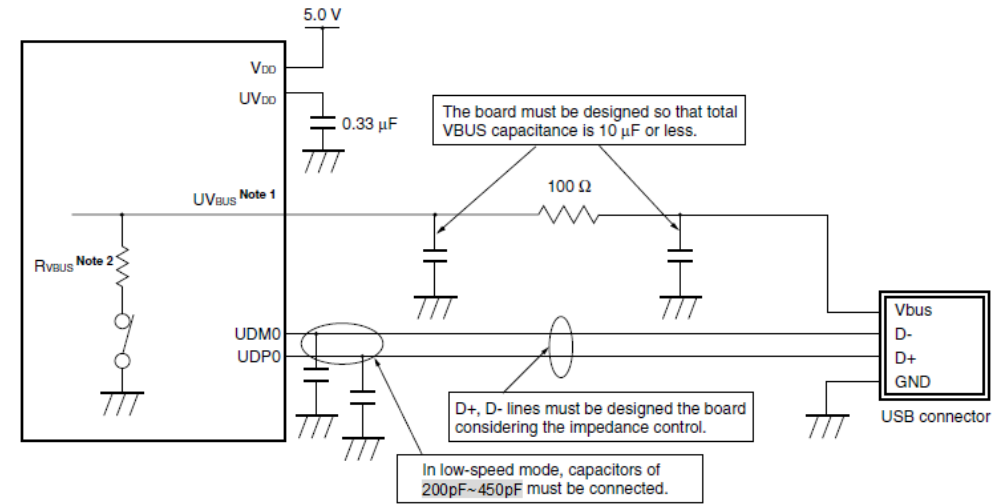 5.0 V
VDD
UVDD
0.33 µF
The board must be designed so that total
VBUS capacitance is 10 µF or less.
100 Ω
UVBUS Note 1
RVBUS Note 2
Vbus
UDM0
D-
UDP0
D+
GND
USB connector
D+, D- lines must be designed the board
considering the impedance control.
In low-speed mode, capacitors of
200pF~450pF must be connected.